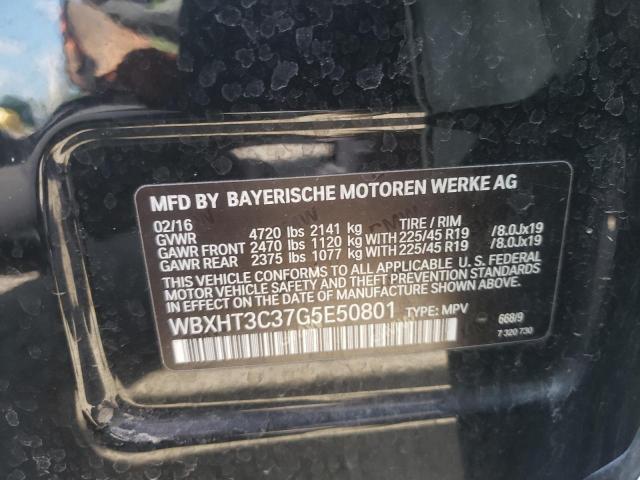 MFD BY BAYERISCHE MOTOREN WERKE AG
02/16 TIRE / RIM
GVWR 4720 lbs 2141 kg
GAWR FRONT 2470 lbs 1120 kg WITH 225/45 R19 /8.0Jx19
GAWR REAR 2375 lbs 1077 kg WITH 225/45 R19 /8.0Jx19
THIS VEHICLE CONFORMS TO ALL APPLICABLE U. S. FEDERAL
MOTOR VEHICLE SAFETY AND THEFT PREVENTION STANDARDS
IN EFFECT ON THE DATE OF MANUFACTURE SHOWN ABOVE.
WBXHT3C37G5E50801 TYPE: MPV - 668/9
7 320 730